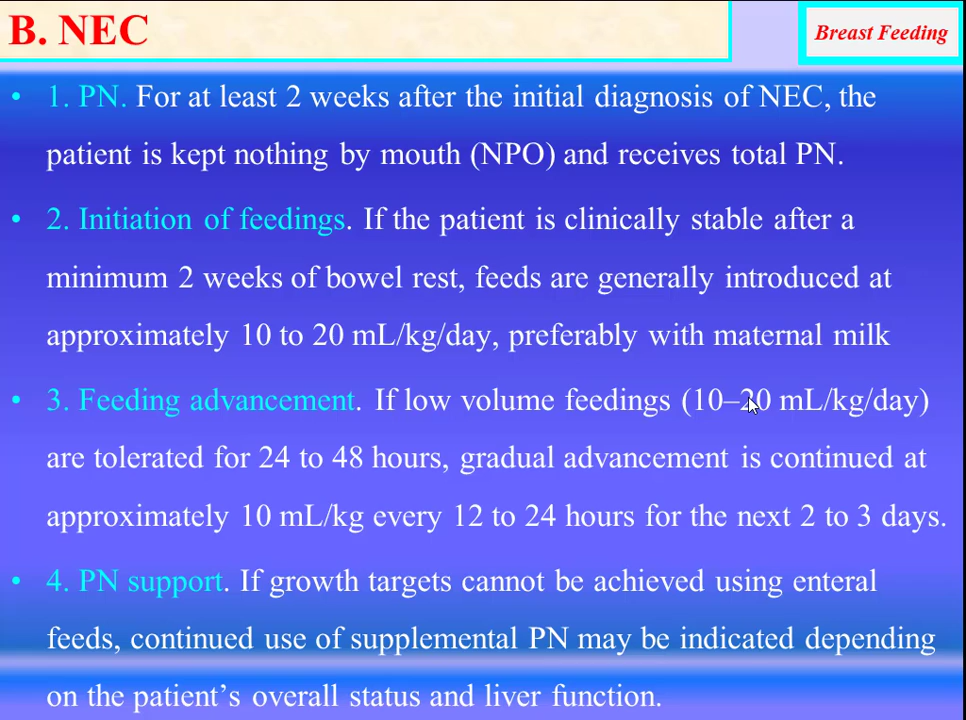 B. NEC
Breast Feeding
• 1. PN. For at least 2 weeks after the initial diagnosis of NEC, the
patient is kept nothing by mouth (NPO) and receives total PN.
• 2. Initiation of feedings. If the patient is clinically stable after a
minimum 2 weeks of bowel rest, feeds are generally introduced at
approximately 10 to 20 mL/kg/day, preferably with maternal milk
• 3. Feeding advancement. If low volume feedings (10–20 mL/kg/day)
are tolerated for 24 to 48 hours, gradual advancement is continued at
approximately 10 mL/kg every 12 to 24 hours for the next 2 to 3 days.
• 4. PN support. If growth targets cannot be achieved using enteral
feeds, continued use of supplemental PN may be indicated depending
on the patient’s overall status and liver function.